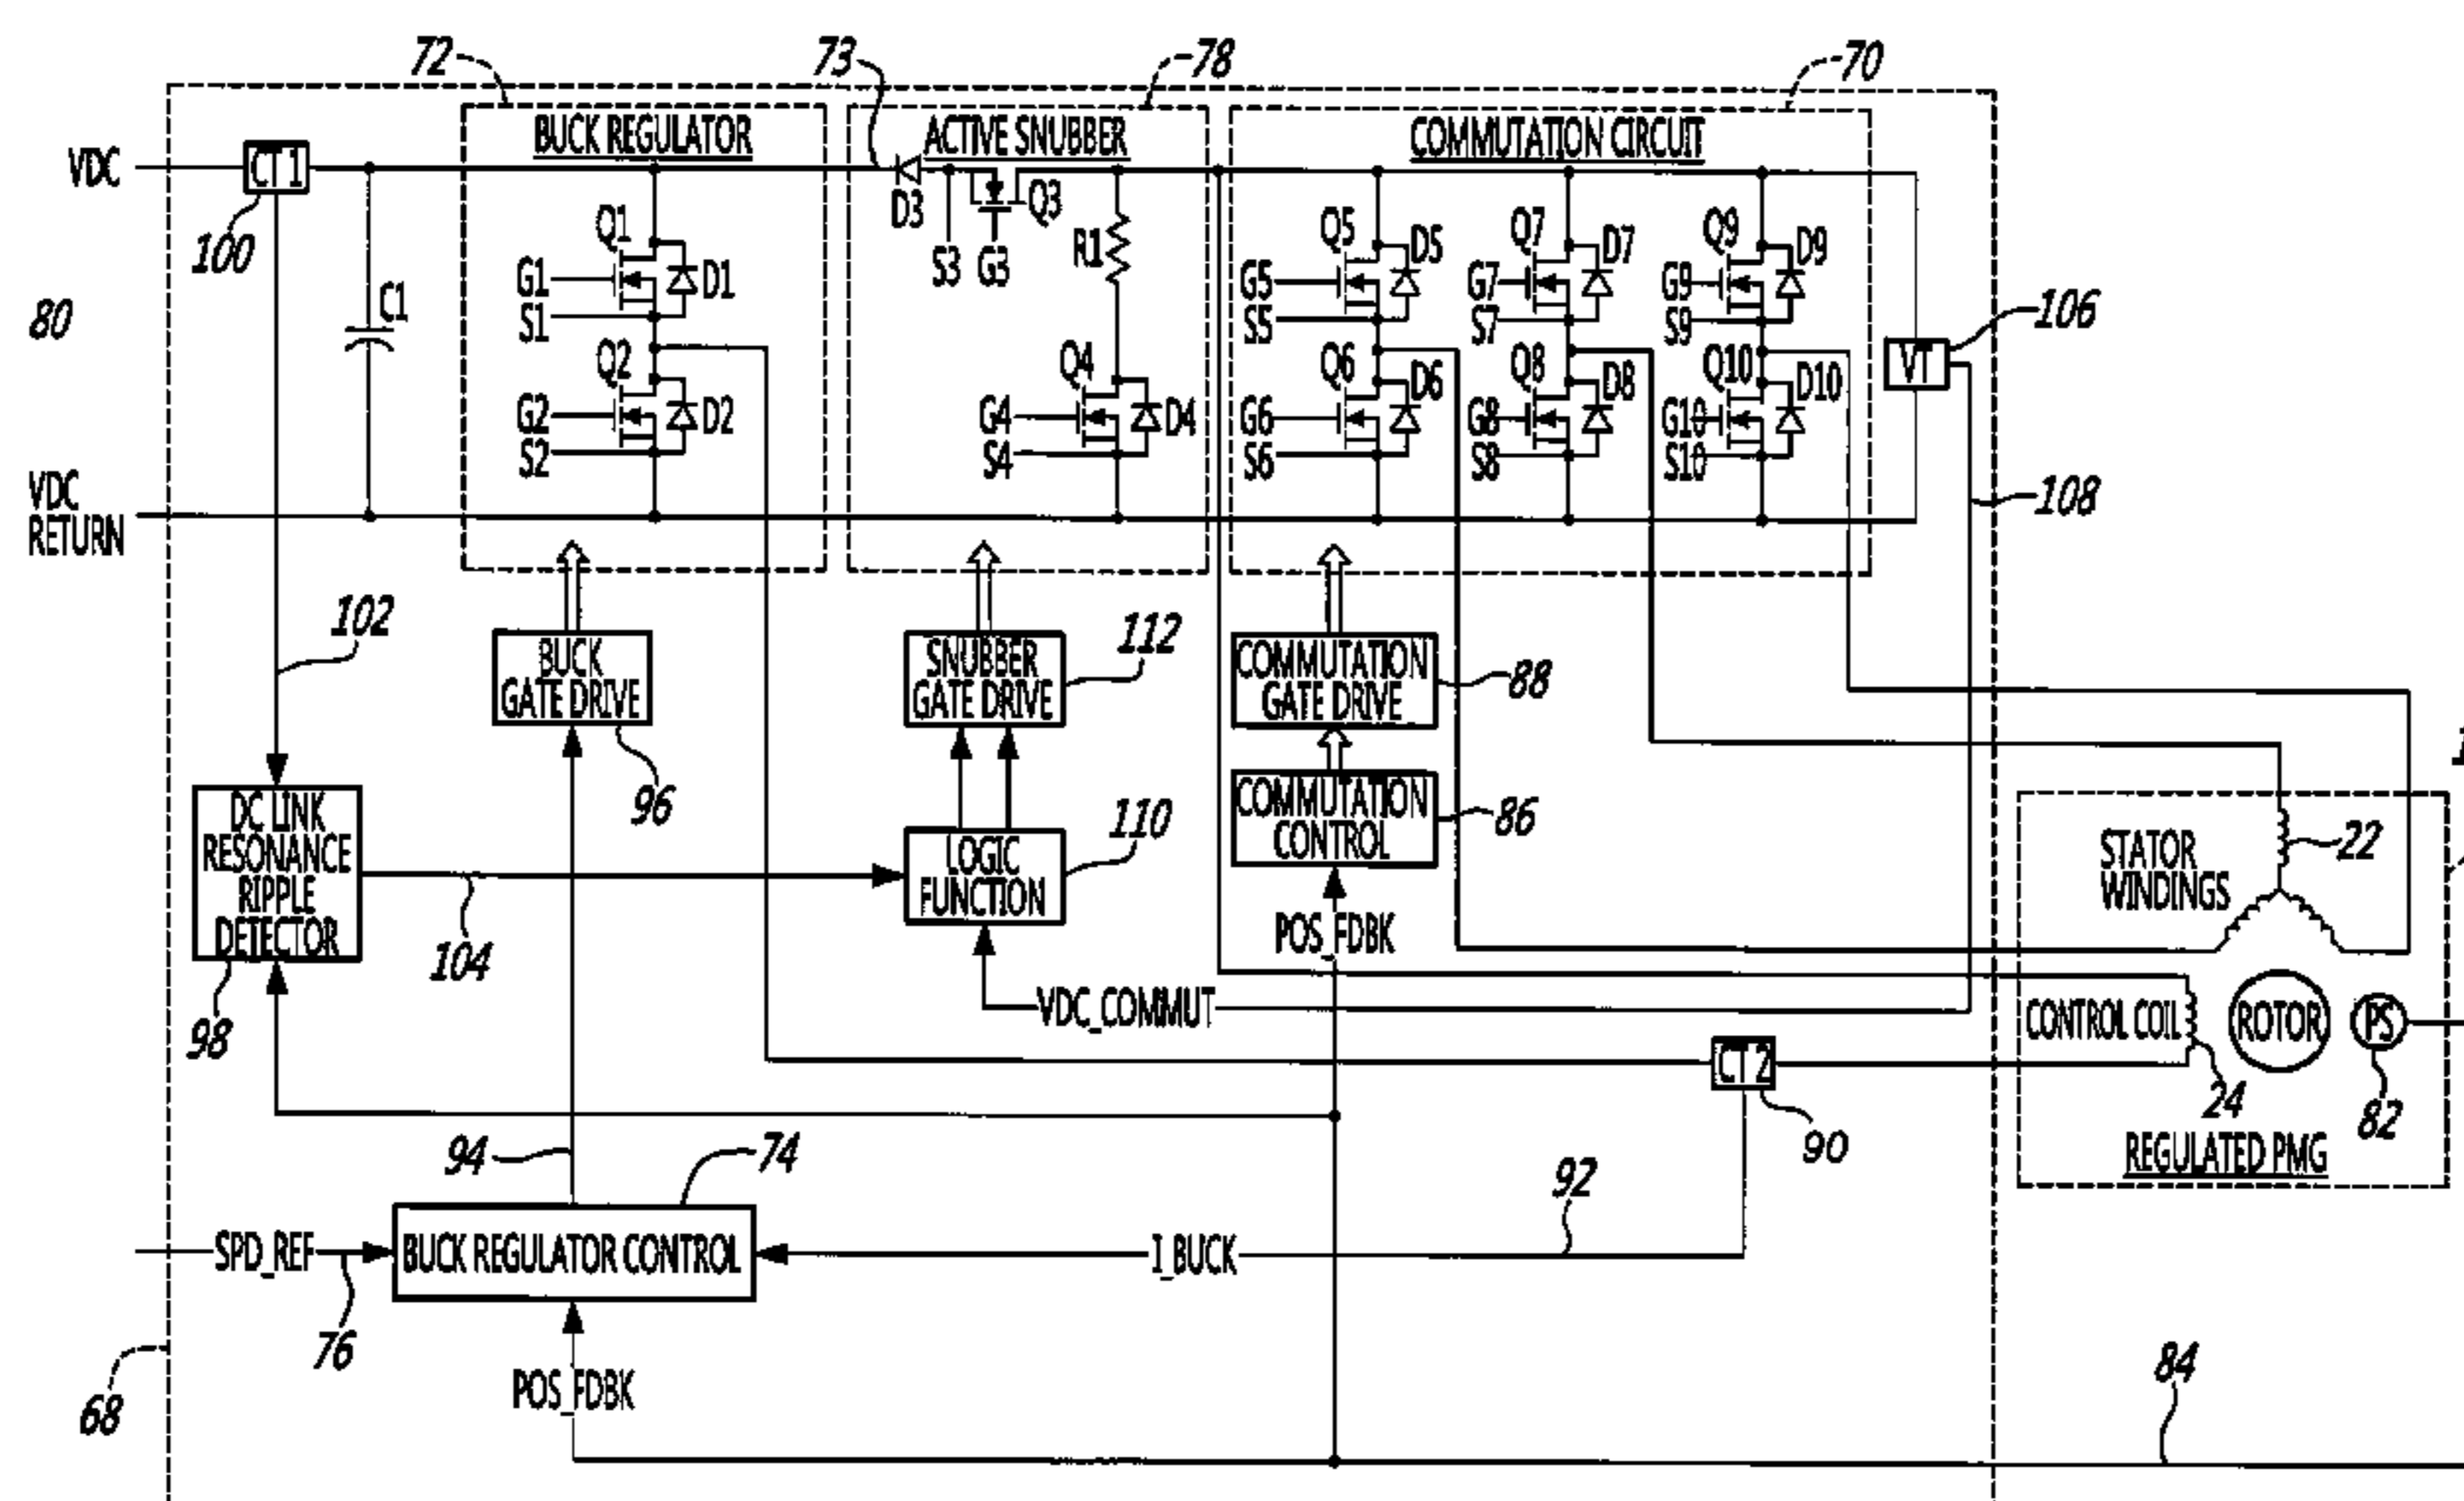 72
73
78
70
BUCK REGULATOR
ACTIVE SNUBBER
COMMUTATION CIRCUIT
VDC
CT 1
100
80
C1
Q1
G1
S1
D1
Q2
G2
S2
D2
D3
S3
G3
Q3
R1
Q4
G4
S4
D4
Q5
G5
S5
D5
Q6
G6
S6
D6
Q7
G7
S7
D7
Q8
G8
S8
D8
Q9
G9
S9
D9
Q10
G10
S10
D10
VT
106
108
VDC
RETURN
102
BUCK
GATE DRIVE
96
SNUBBER
GATE DRIVE
112
COMMUTATION
GATE DRIVE
88
DC LINK
RESONANCE
RIPPLE
DETECTOR
98
104
LOGIC
FUNCTION
110
COMMUTATION
CONTROL
86
POS_FDBK
VDC_COMMUT
STATOR
WINDINGS
22
CONTROL COIL
24
ROTOR
PS
82
REGULATED PMG
CT 2
90
94
74
92
SPD_REF
76
BUCK REGULATOR CONTROL
I_BUCK
POS_FDBK
68
84